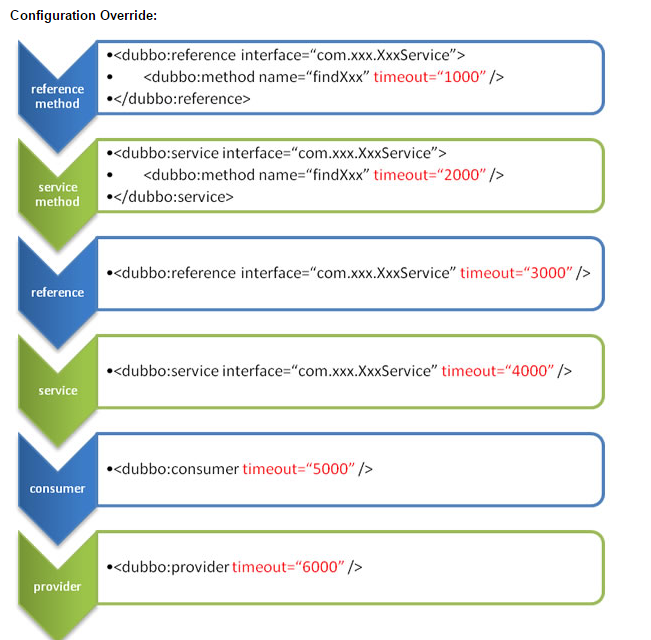 Configuration Override:
reference
method
•<dubbo:reference interface=“com.xxx.XxxService”>
• <dubbo:method name=“findXxx” timeout=“1000” />
•</dubbo:reference>
service
method
•<dubbo:service interface=“com.xxx.XxxService”>
• <dubbo:method name=“findXxx” timeout=“2000” />
•</dubbo:service>
reference
•<dubbo:reference interface=“com.xxx.XxxService” timeout=“3000” />
service
•<dubbo:service interface=“com.xxx.XxxService” timeout=“4000” />
consumer
•<dubbo:consumer timeout=“5000” />
provider
•<dubbo:provider timeout=“6000” />